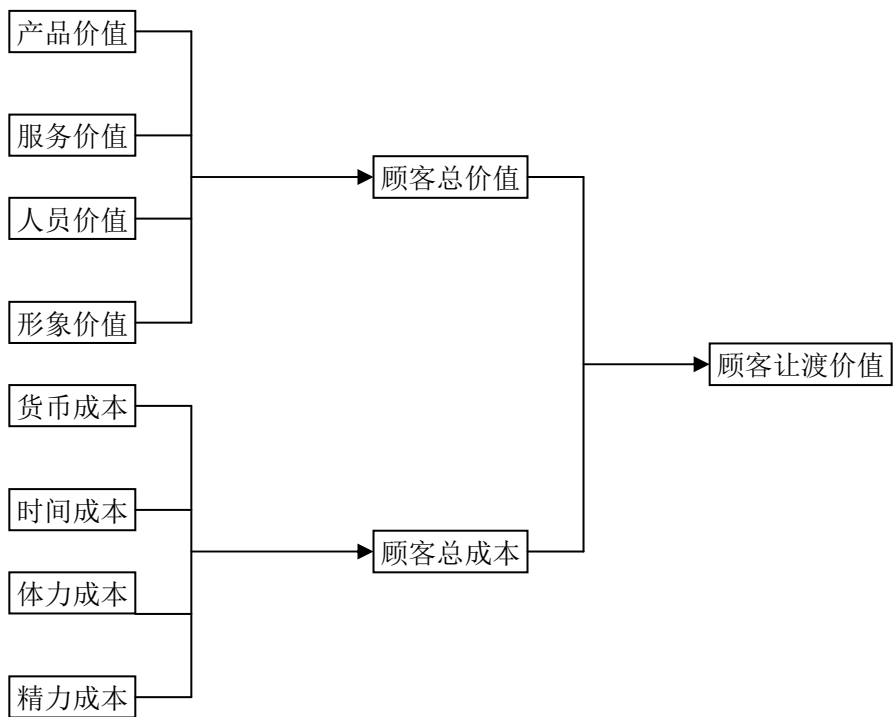 产品价值
服务价值
人员价值
形象价值
顾客总价值
货币成本
时间成本
体力成本
精力成本
顾客总成本
顾客让渡价值